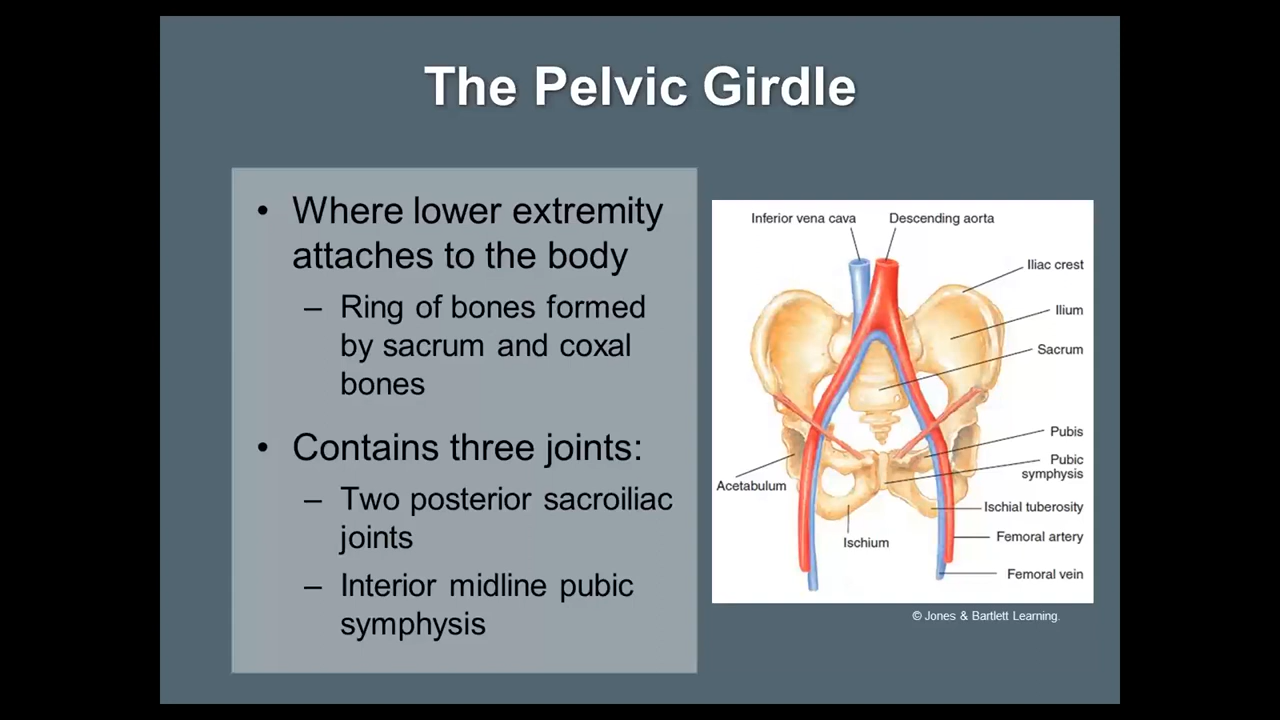 The Pelvic Girdle
• Where lower extremity
attaches to the body
– Ring of bones formed
by sacrum and coxal
bones
• Contains three joints:
– Two posterior sacroiliac
joints
– Interior midline pubic
symphysis
Inferior vena cava
Descending aorta
Iliac crest
Ilium
Sacrum
Pubis
Pubic
symphysis
Acetabulum
Ischial tuberosity
Ischium
Femoral artery
Femoral vein
© Jones & Bartlett Learning.